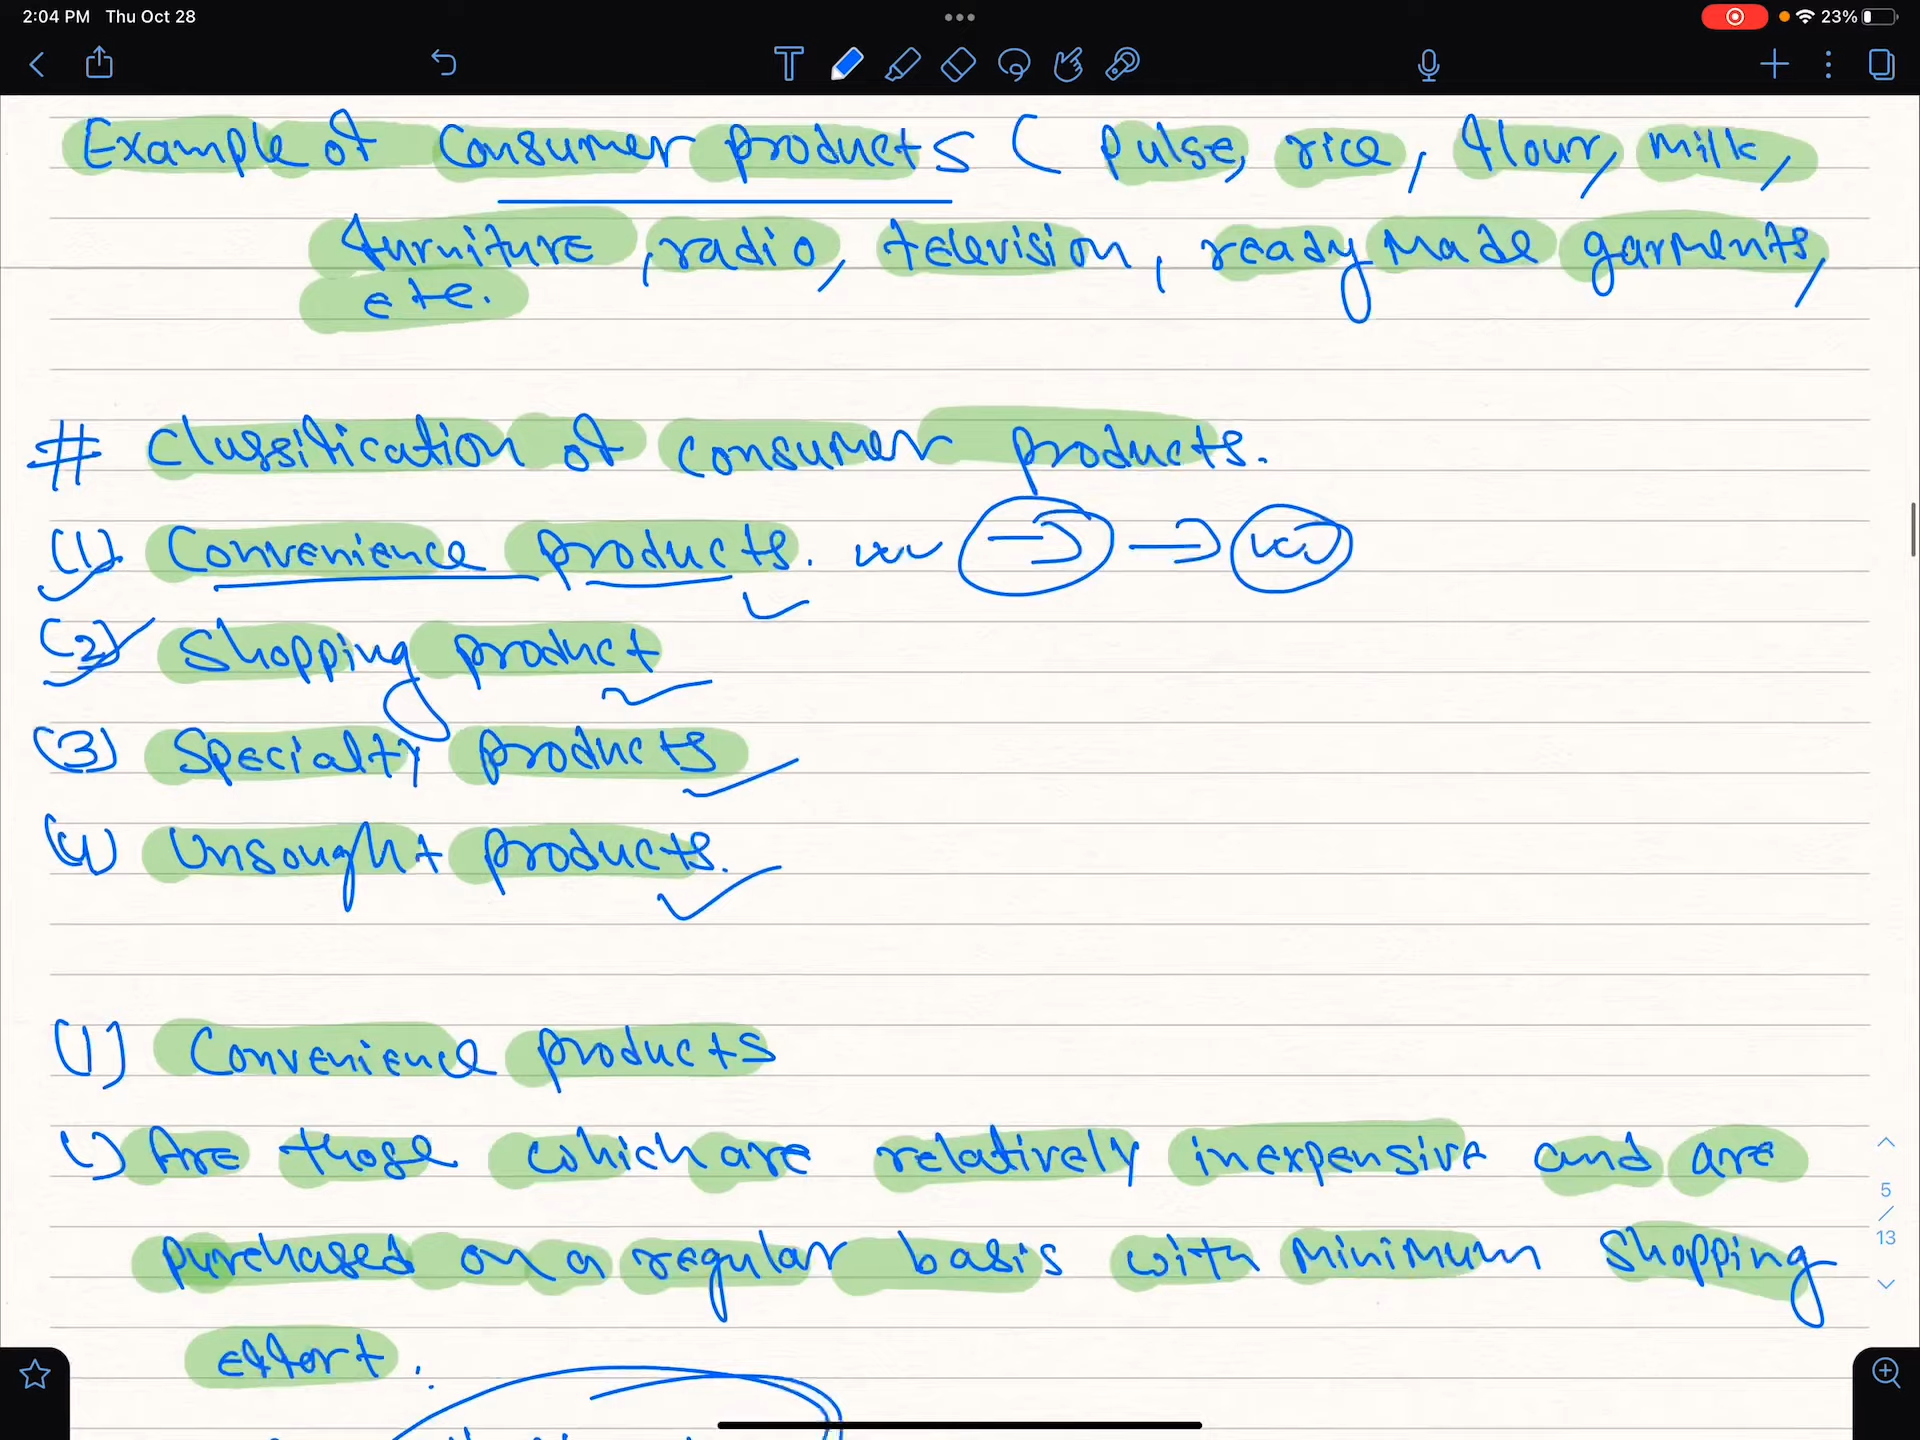 2:04 PM Thu Oct 28
23%
Example of Consumer products ( Pulse, rice, flour, Milk,
furniture, radio, television, ready Made garments,
etc.
# Classification of consumer products.
(1) Convenience products.
(2) Shopping product
(3) Specialty products
(4) Unsought products.
(1) Convenience products
Are those which are relatively inexpensive and are
purchased on a regular basis with Minimum Shopping
effort.
5
/
13